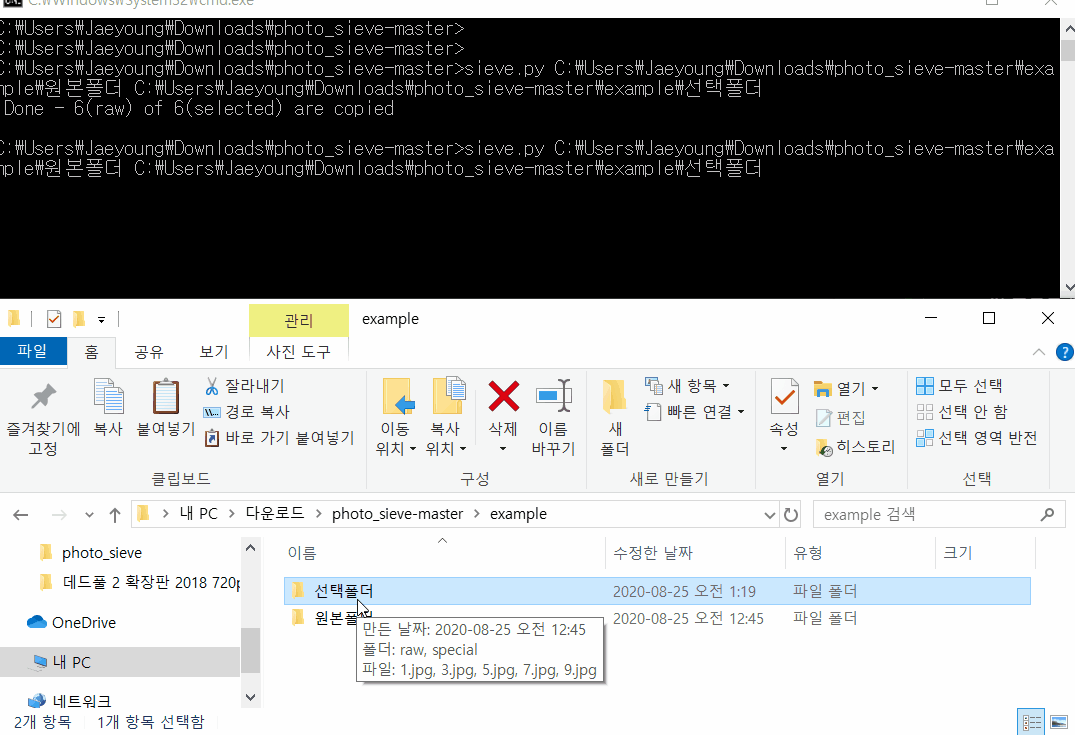 C:\Windows\System32\cmd.exe
C:₩Users₩Jaeyoung₩Downloads₩photo_sieve-master>
C:₩Users₩Jaeyoung₩Downloads₩photo_sieve-master>
C:₩Users₩Jaeyoung₩Downloads₩photo_sieve-master>sieve.py C:₩Users₩Jaeyoung₩Downloads₩photo_sieve-master₩exa
mple₩원본폴더 C:₩Users₩Jaeyoung₩Downloads₩photo_sieve-master₩example₩선택폴더
Done - 6(raw) of 6(selected) are copied
C:₩Users₩Jaeyoung₩Downloads₩photo_sieve-master>sieve.py C:₩Users₩Jaeyoung₩Downloads₩photo_sieve-master₩exa
mple₩원본폴더 C:₩Users₩Jaeyoung₩Downloads₩photo_sieve-master₩example₩선택폴더
관리 example
파일 홈 공유 보기 사진 도구
즐겨찾기에 고정
복사
붙여넣기
잘라내기
경로 복사
바로 가기 붙여넣기
이동 위치
복사 위치
삭제
이름 바꾸기
새 폴더
새 항목
빠른 연결
속성
열기
편집
히스토리
모두 선택
선택 안 함
선택 영역 반전
클립보드 구성 새로 만들기 열기 선택
내 PC > 다운로드 > photo_sieve-master > example
example 검색
photo_sieve
데드풀 2 확장판 2018 720p
OneDrive
내 PC
네트워크
이름 수정한 날짜 유형 크기
선택폴더 2020-08-25 오전 1:19 파일 폴더
원본폴더 2020-08-25 오전 12:45 파일 폴더
만든 날짜: 2020-08-25 오전 12:45
폴더: raw, special
파일: 1.jpg, 3.jpg, 5.jpg, 7.jpg, 9.jpg
2개 항목 1개 항목 선택함